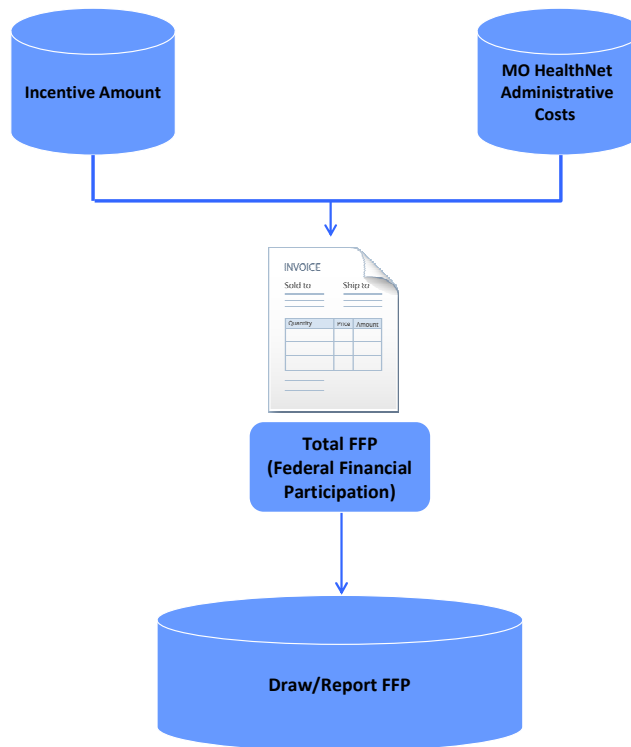 Incentive Amount
MO HealthNet
Administrative
Costs
INVOICE
Sold to
Ship to
Quantity
Price
Amount
Total FFP
(Federal Financial
Participation)
Draw/Report FFP